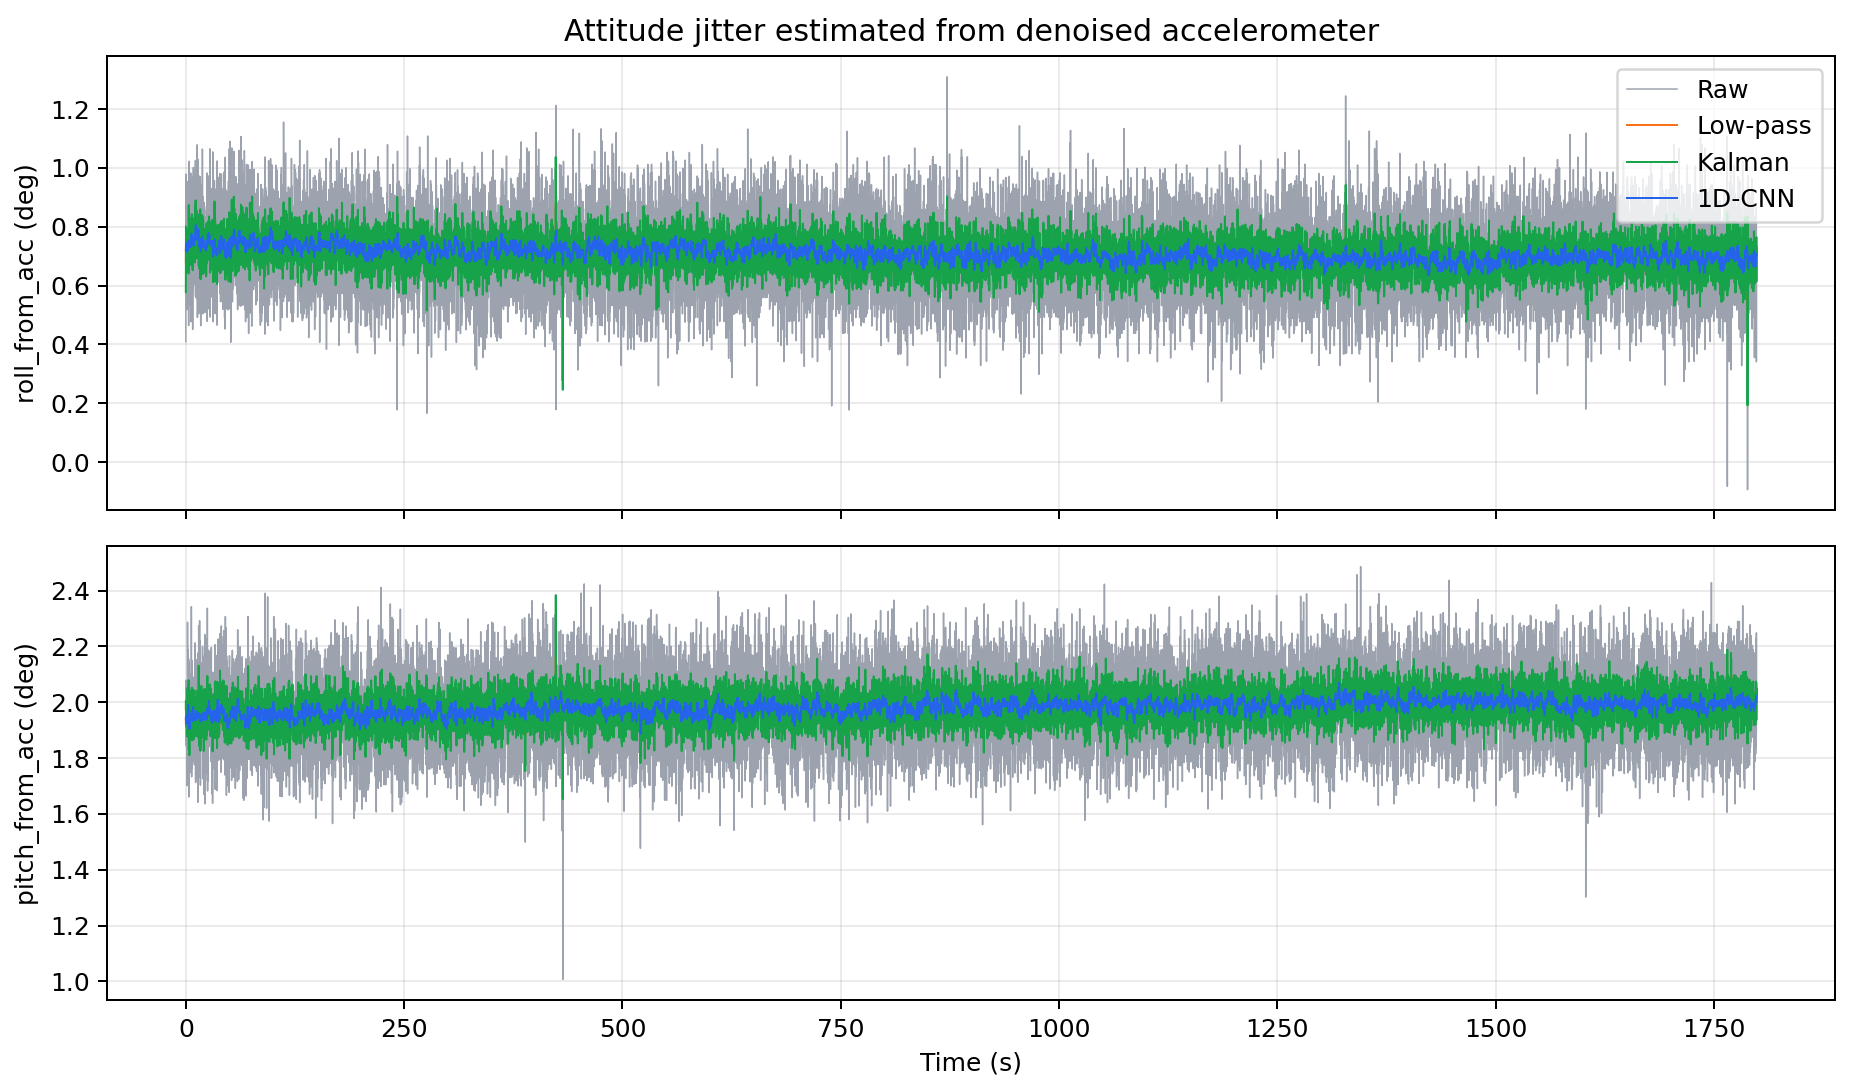 Attitude jitter estimated from denoised accelerometer
Raw
Low-pass
Kalman
1D-CNN
roll_from_acc (deg)
1.2
1.0
0.8
0.6
0.4
0.2
0.0
pitch_from_acc (deg)
2.4
2.2
2.0
1.8
1.6
1.4
1.2
1.0
0 250 500 750 1000 1250 1500 1750
Time (s)